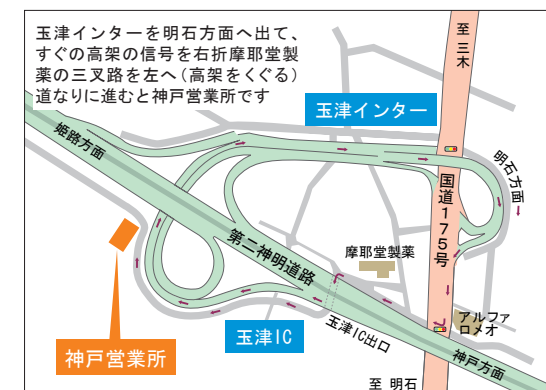 玉津インターを明石方面へ出て、
すぐの高架の信号を右折摩耶堂製
薬の三叉路を左へ(高架をくぐる)
道なりに進むと神戸営業所です
至 三木
玉津インター
姫路方面
明石方面
国道175号
第二神明道路
摩耶堂製薬
アルファ
ロメオ
玉津IC
玉津IC出口
神戸営業所
神戸方面
至 明石